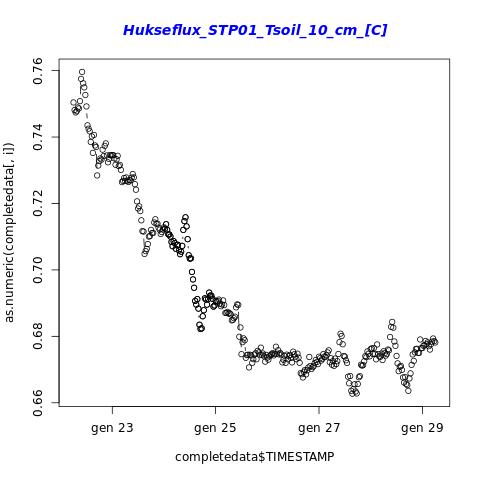 Hukseflux_STP01_Tsoil_10_cm_[C]
as.numeric(completedata[, i])
0.76
0.74
0.72
0.70
0.68
0.66
gen 23 gen 25 gen 27 gen 29
completedata$TIMESTAMP